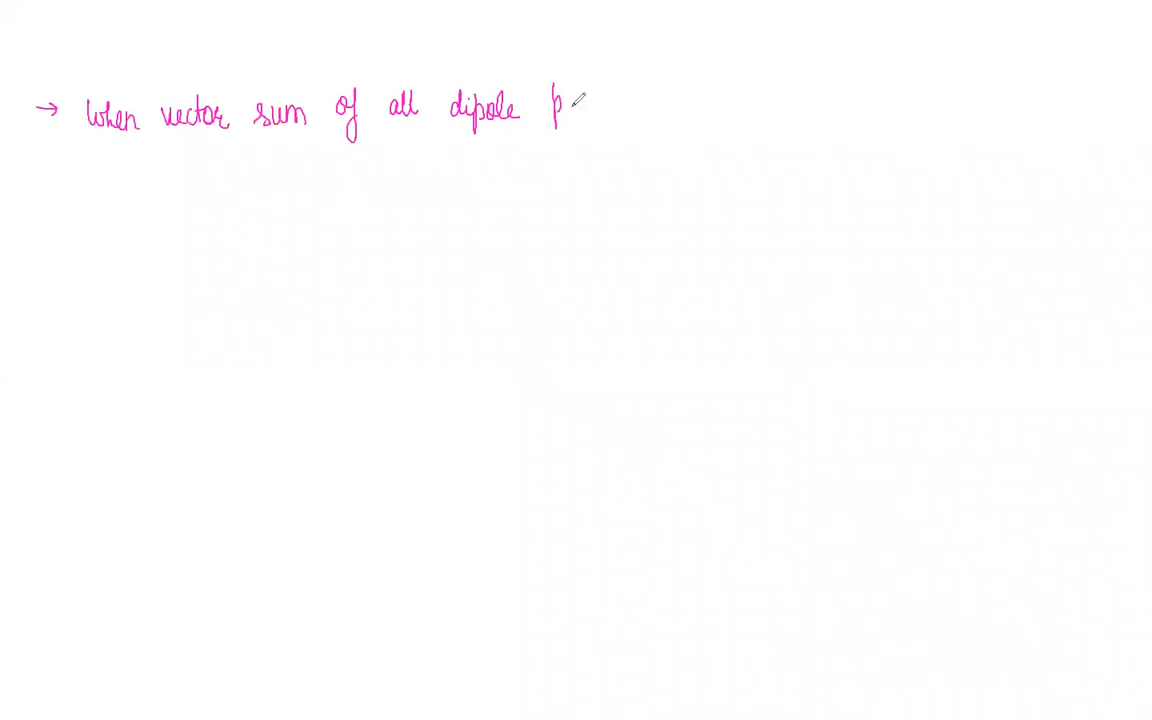 → When vector sum of all dipole p